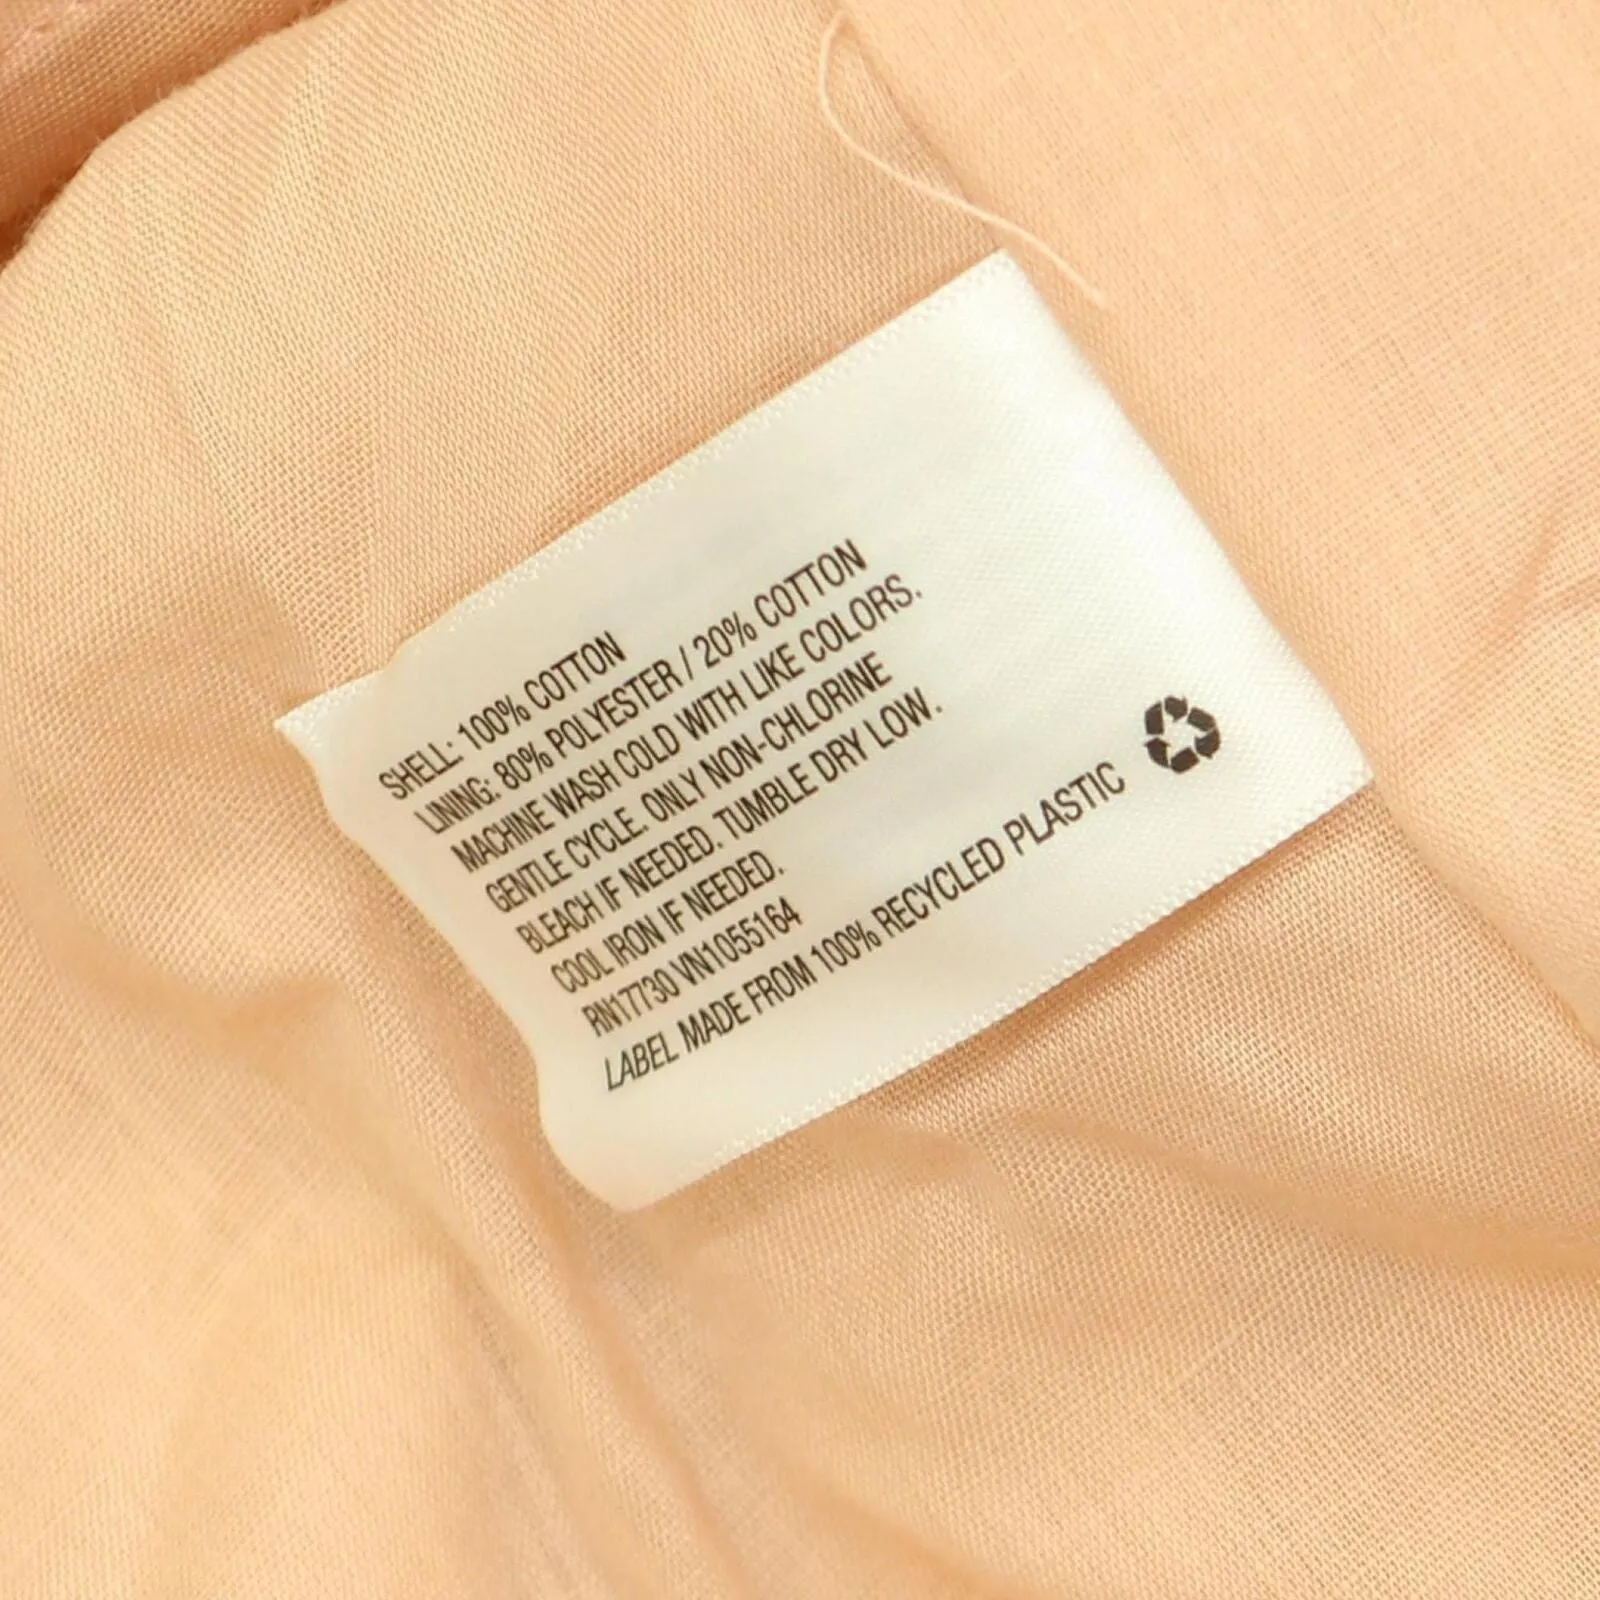 SHELL: 100% COTTON
LINING: 80% POLYESTER / 20% COTTON
MACHINE WASH COLD WITH LIKE COLORS.
GENTLE CYCLE. ONLY NON-CHLORINE
BLEACH IF NEEDED. TUMBLE DRY LOW.
COOL IRON IF NEEDED.
RN17730 VN1055164
LABEL MADE FROM 100% RECYCLED PLASTIC